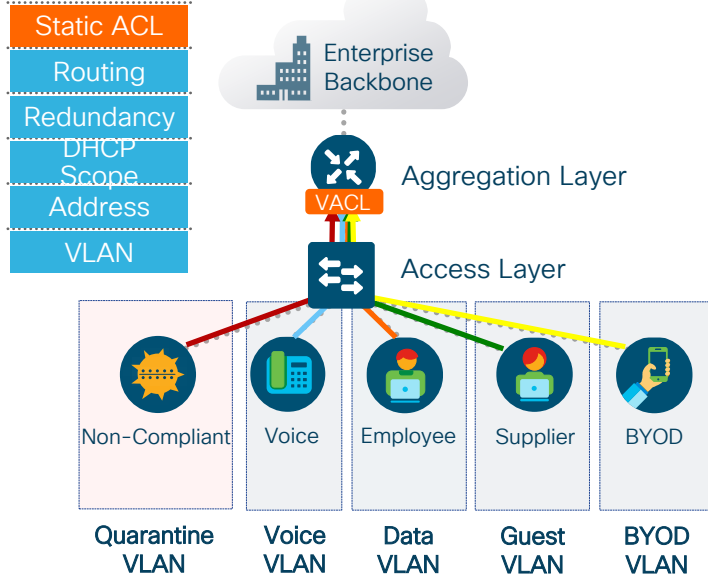 Static ACL
Routing
Redundancy
DHCP
Scope
Address
VLAN
Enterprise
Backbone
Aggregation Layer
VACL
Access Layer
Non-Compliant
Voice
Employee
Supplier
BYOD
Quarantine
VLAN
Voice
VLAN
Data
VLAN
Guest
VLAN
BYOD
VLAN